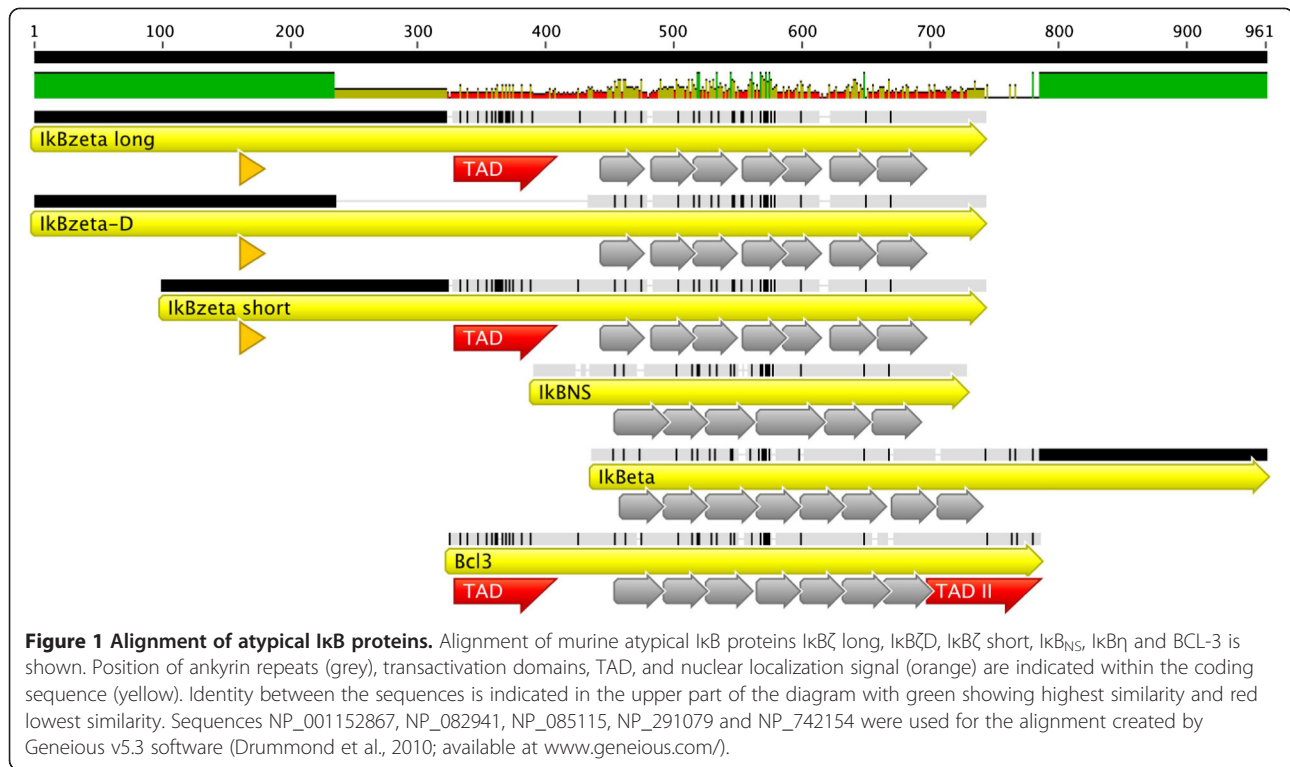 1 100 200 300 400 500 600 700 800 900 961
IkBzeta long
TAD
IkBzeta-D
IkBzeta short
TAD
IkBNS
IkBeta
Bcl3
TAD TAD II
Figure 1 Alignment of atypical IκB proteins. Alignment of murine atypical IκB proteins IκBζ long, IκBζD, IκBζ short, IκBNS, IκBη and BCL-3 is
shown. Position of ankyrin repeats (grey), transactivation domains, TAD, and nuclear localization signal (orange) are indicated within the coding
sequence (yellow). Identity between the sequences is indicated in the upper part of the diagram with green showing highest similarity and red
lowest similarity. Sequences NP_001152867, NP_082941, NP_085115, NP_291079 and NP_742154 were used for the alignment created by
Geneious v5.3 software (Drummond et al., 2010; available at www.geneious.com/).